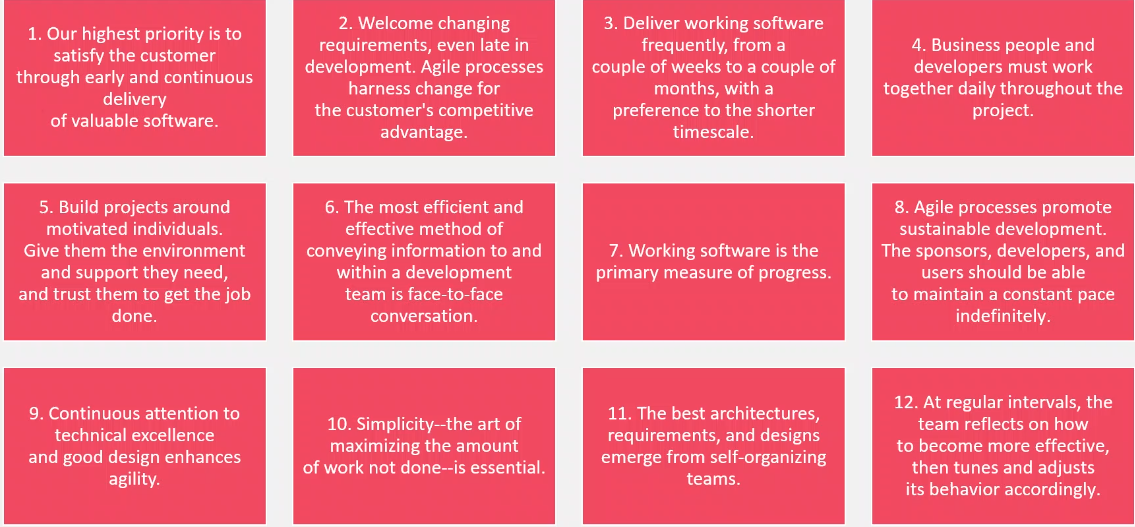 1. Our highest priority is to
satisfy the customer
through early and continuous
delivery
of valuable software.
2. Welcome changing
requirements, even late in
development. Agile processes
harness change for
the customer's competitive
advantage.
3. Deliver working software
frequently, from a
couple of weeks to a couple of
months, with a
preference to the shorter
timescale.
4. Business people and
developers must work
together daily throughout the
project.
5. Build projects around
motivated individuals.
Give them the environment
and support they need,
and trust them to get the job
done.
6. The most efficient and
effective method of
conveying information to and
within a development
team is face-to-face
conversation.
7. Working software is the
primary measure of progress.
8. Agile processes promote
sustainable development.
The sponsors, developers, and
users should be able
to maintain a constant pace
indefinitely.
9. Continuous attention to
technical excellence
and good design enhances
agility.
10. Simplicity--the art of
maximizing the amount
of work not done--is essential.
11. The best architectures,
requirements, and designs
emerge from self-organizing
teams.
12. At regular intervals, the
team reflects on how
to become more effective,
then tunes and adjusts
its behavior accordingly.